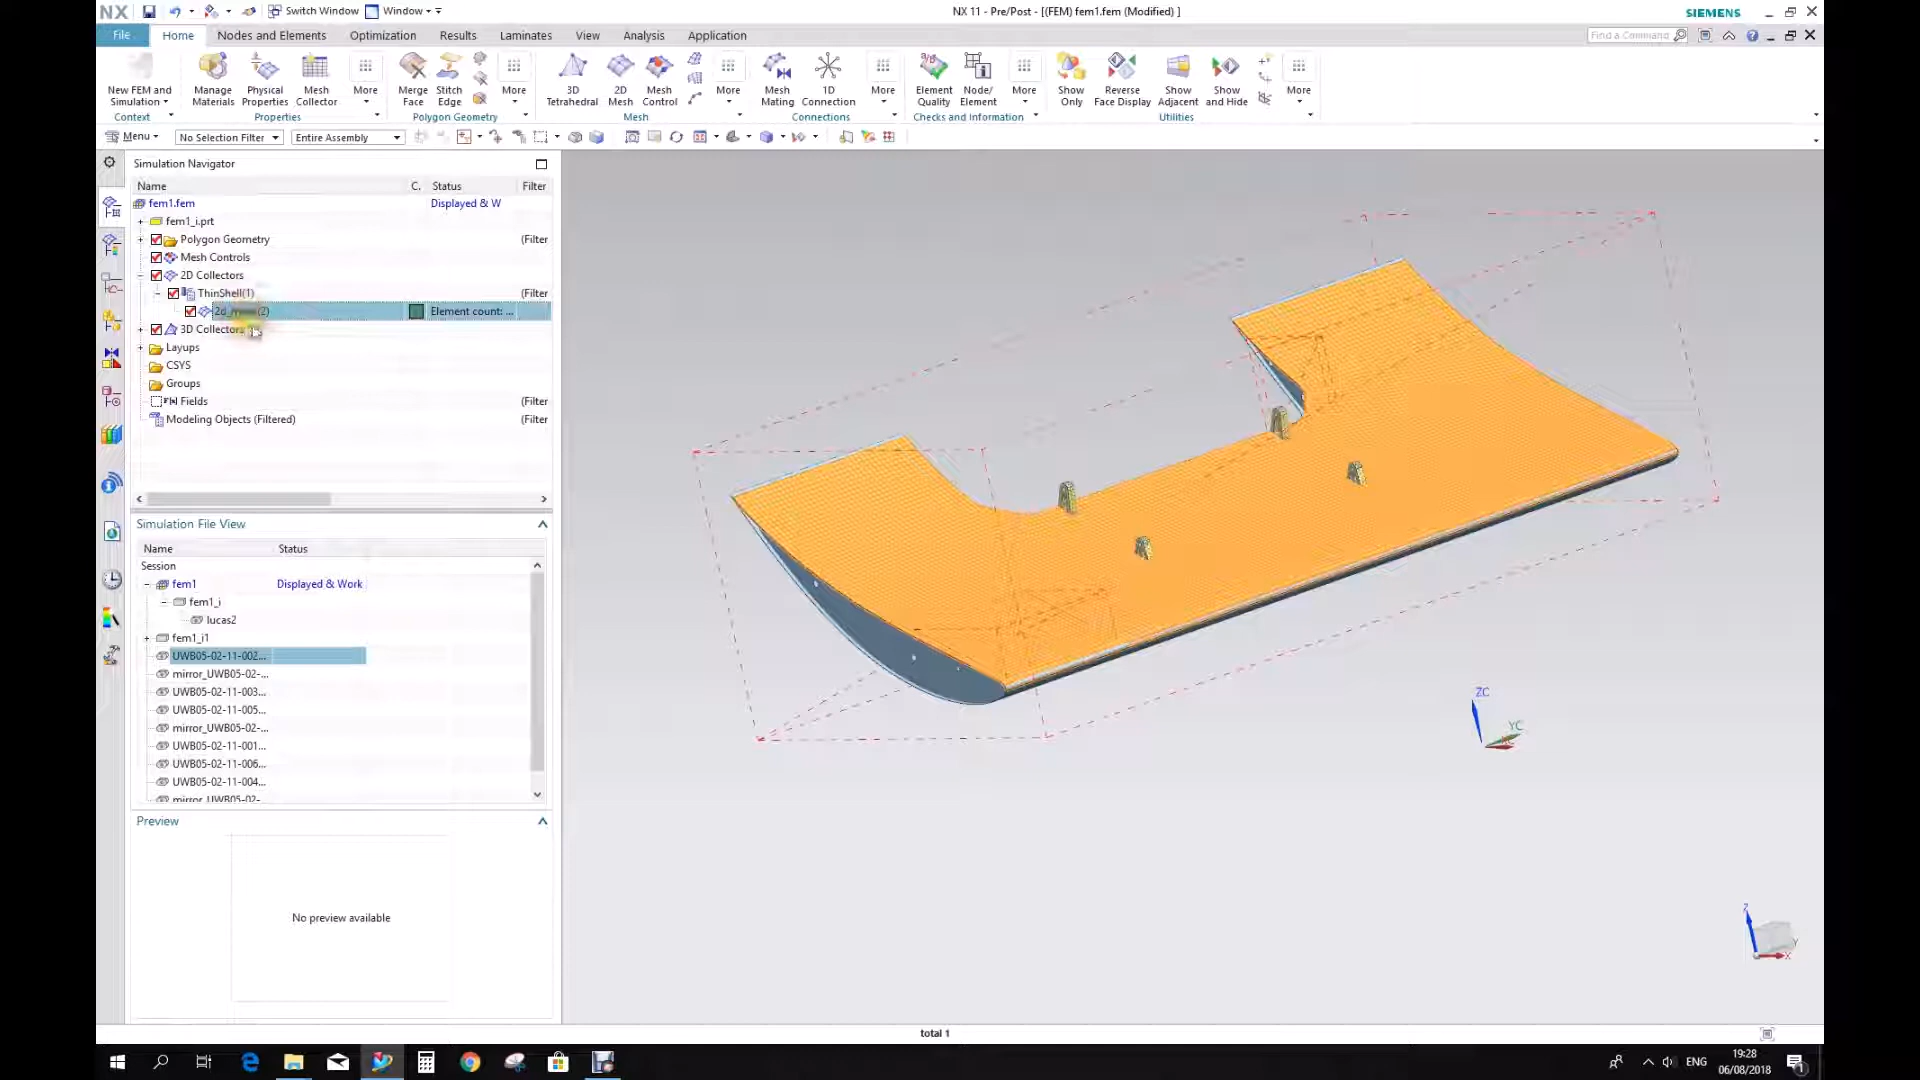 NX Switch Window Window NX 11 - Pre/Post - [(FEM) fem1.fem (Modified) ] SIEMENS
File Home Nodes and Elements Optimization Results Laminates View Analysis Application Find a Command
New FEM and Simulation Manage Materials Physical Properties Mesh Collector More Merge Face Stitch Edge More 3D Tetrahedral 2D Mesh Mesh Control More Mesh Mating 1D Connection More Element Quality Node/Element More Show Only Reverse Face Display Show Adjacent Show and Hide More
Context Properties Polygon Geometry Mesh Connections Checks and Information Utilities
Menu No Selection Filter Entire Assembly
Simulation Navigator
Name C. Status Filter
fem1.fem Displayed & W
fem1_i.prt
Polygon Geometry (Filter
Mesh Controls
2D Collectors
ThinShell(1) (Filter
Element count: ...
3D Collectors
Layups
CSYS
Groups
Fields (Filter
Modeling Objects (Filtered) (Filter
Simulation File View
Name Status
Session
fem1 Displayed & Work
fem1_i
lucas2
fem1_i1
UWB05-02-11-002...
mirror_UWB05-02-...
UWB05-02-11-003...
UWB05-02-11-005...
mirror_UWB05-02-...
UWB05-02-11-001...
UWB05-02-11-006...
UWB05-02-11-004...
mirror_UWB05-02-
Preview
No preview available
ZC
YC
Z
Y
X
total 1
ENG 19:28
06/08/2018